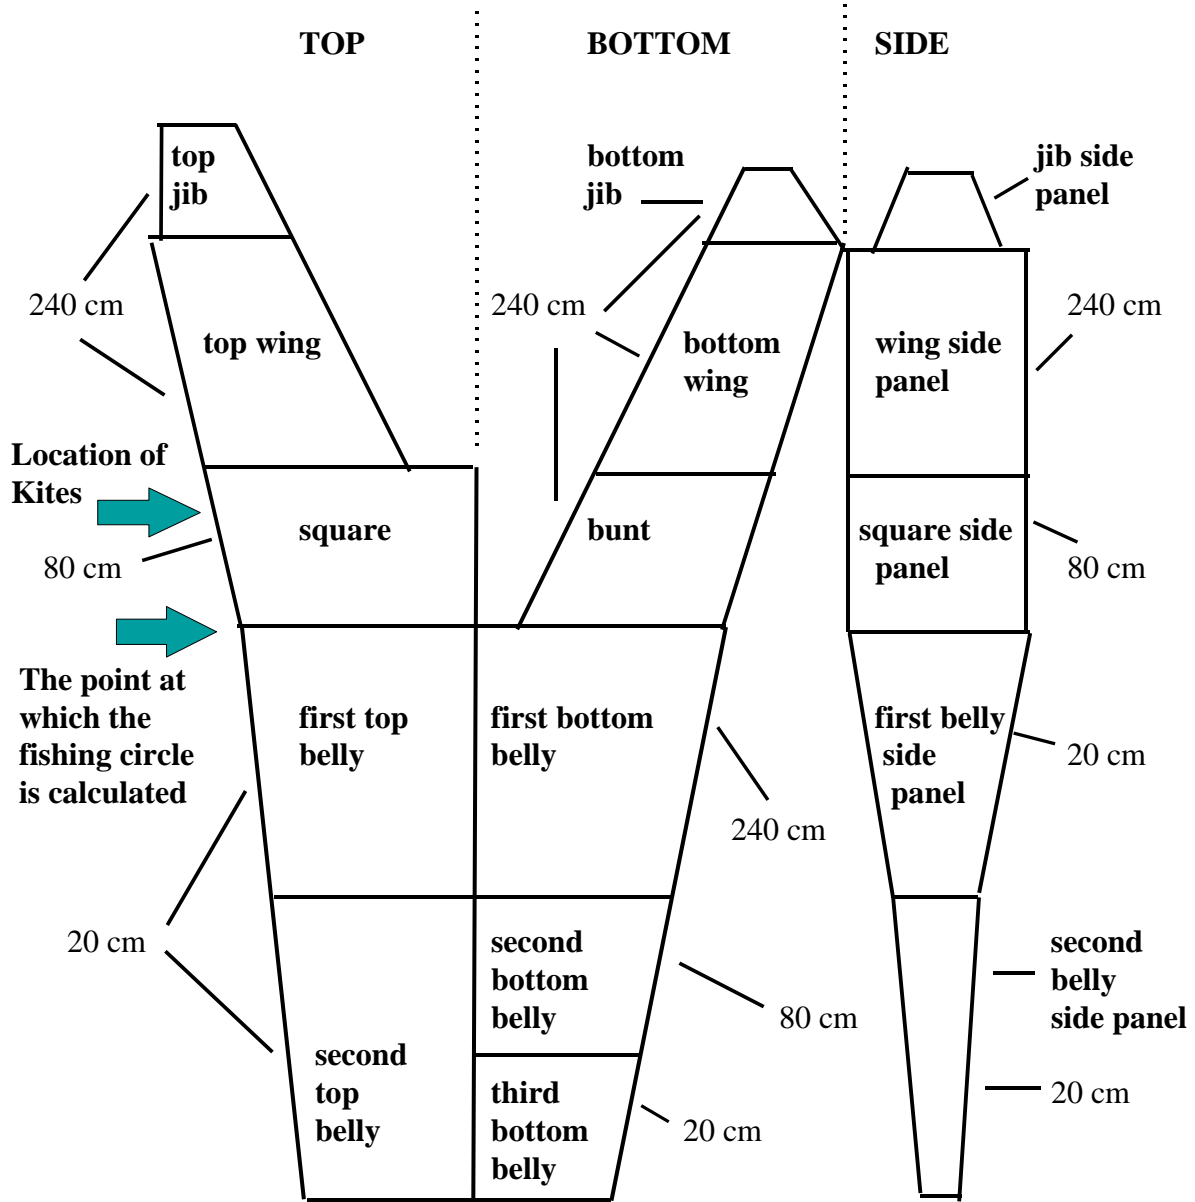 TOP
BOTTOM
SIDE
top
jib
bottom
jib
jib side
panel
240 cm
240 cm
240 cm
top wing
bottom
wing
wing side
panel
Location of
Kites
square
bunt
square side
panel
80 cm
80 cm
The point at
which the
fishing circle
is calculated
first top
belly
first bottom
belly
first belly
side
panel
20 cm
240 cm
20 cm
second
bottom
belly
second
belly
side panel
80 cm
second
top
belly
third
bottom
belly
20 cm
20 cm